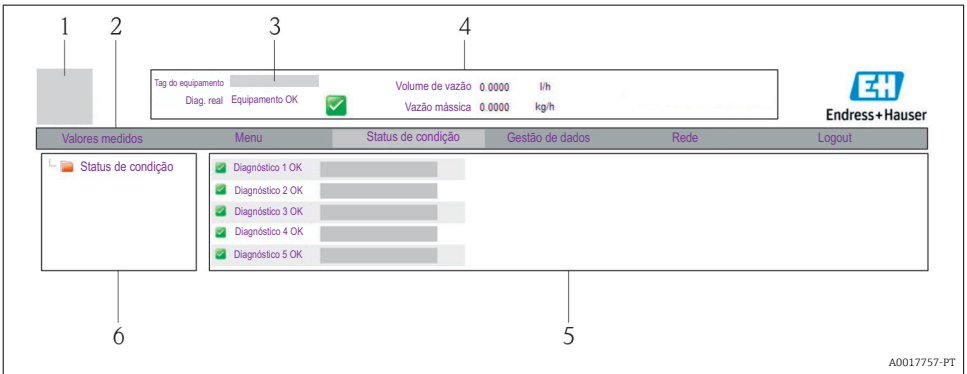 1
2
3
4
Tag do equipamento
Diag. real Equipamento OK
Volume de vazão 0.0000 l/h
Vazão mássica 0.0000 kg/h
EH
Endress+Hauser
Valores medidos Menu Status de condição Gestão de dados Rede Logout
Status de condição
Diagnóstico 1 OK
Diagnóstico 2 OK
Diagnóstico 3 OK
Diagnóstico 4 OK
Diagnóstico 5 OK
6
5
A0017757-PT